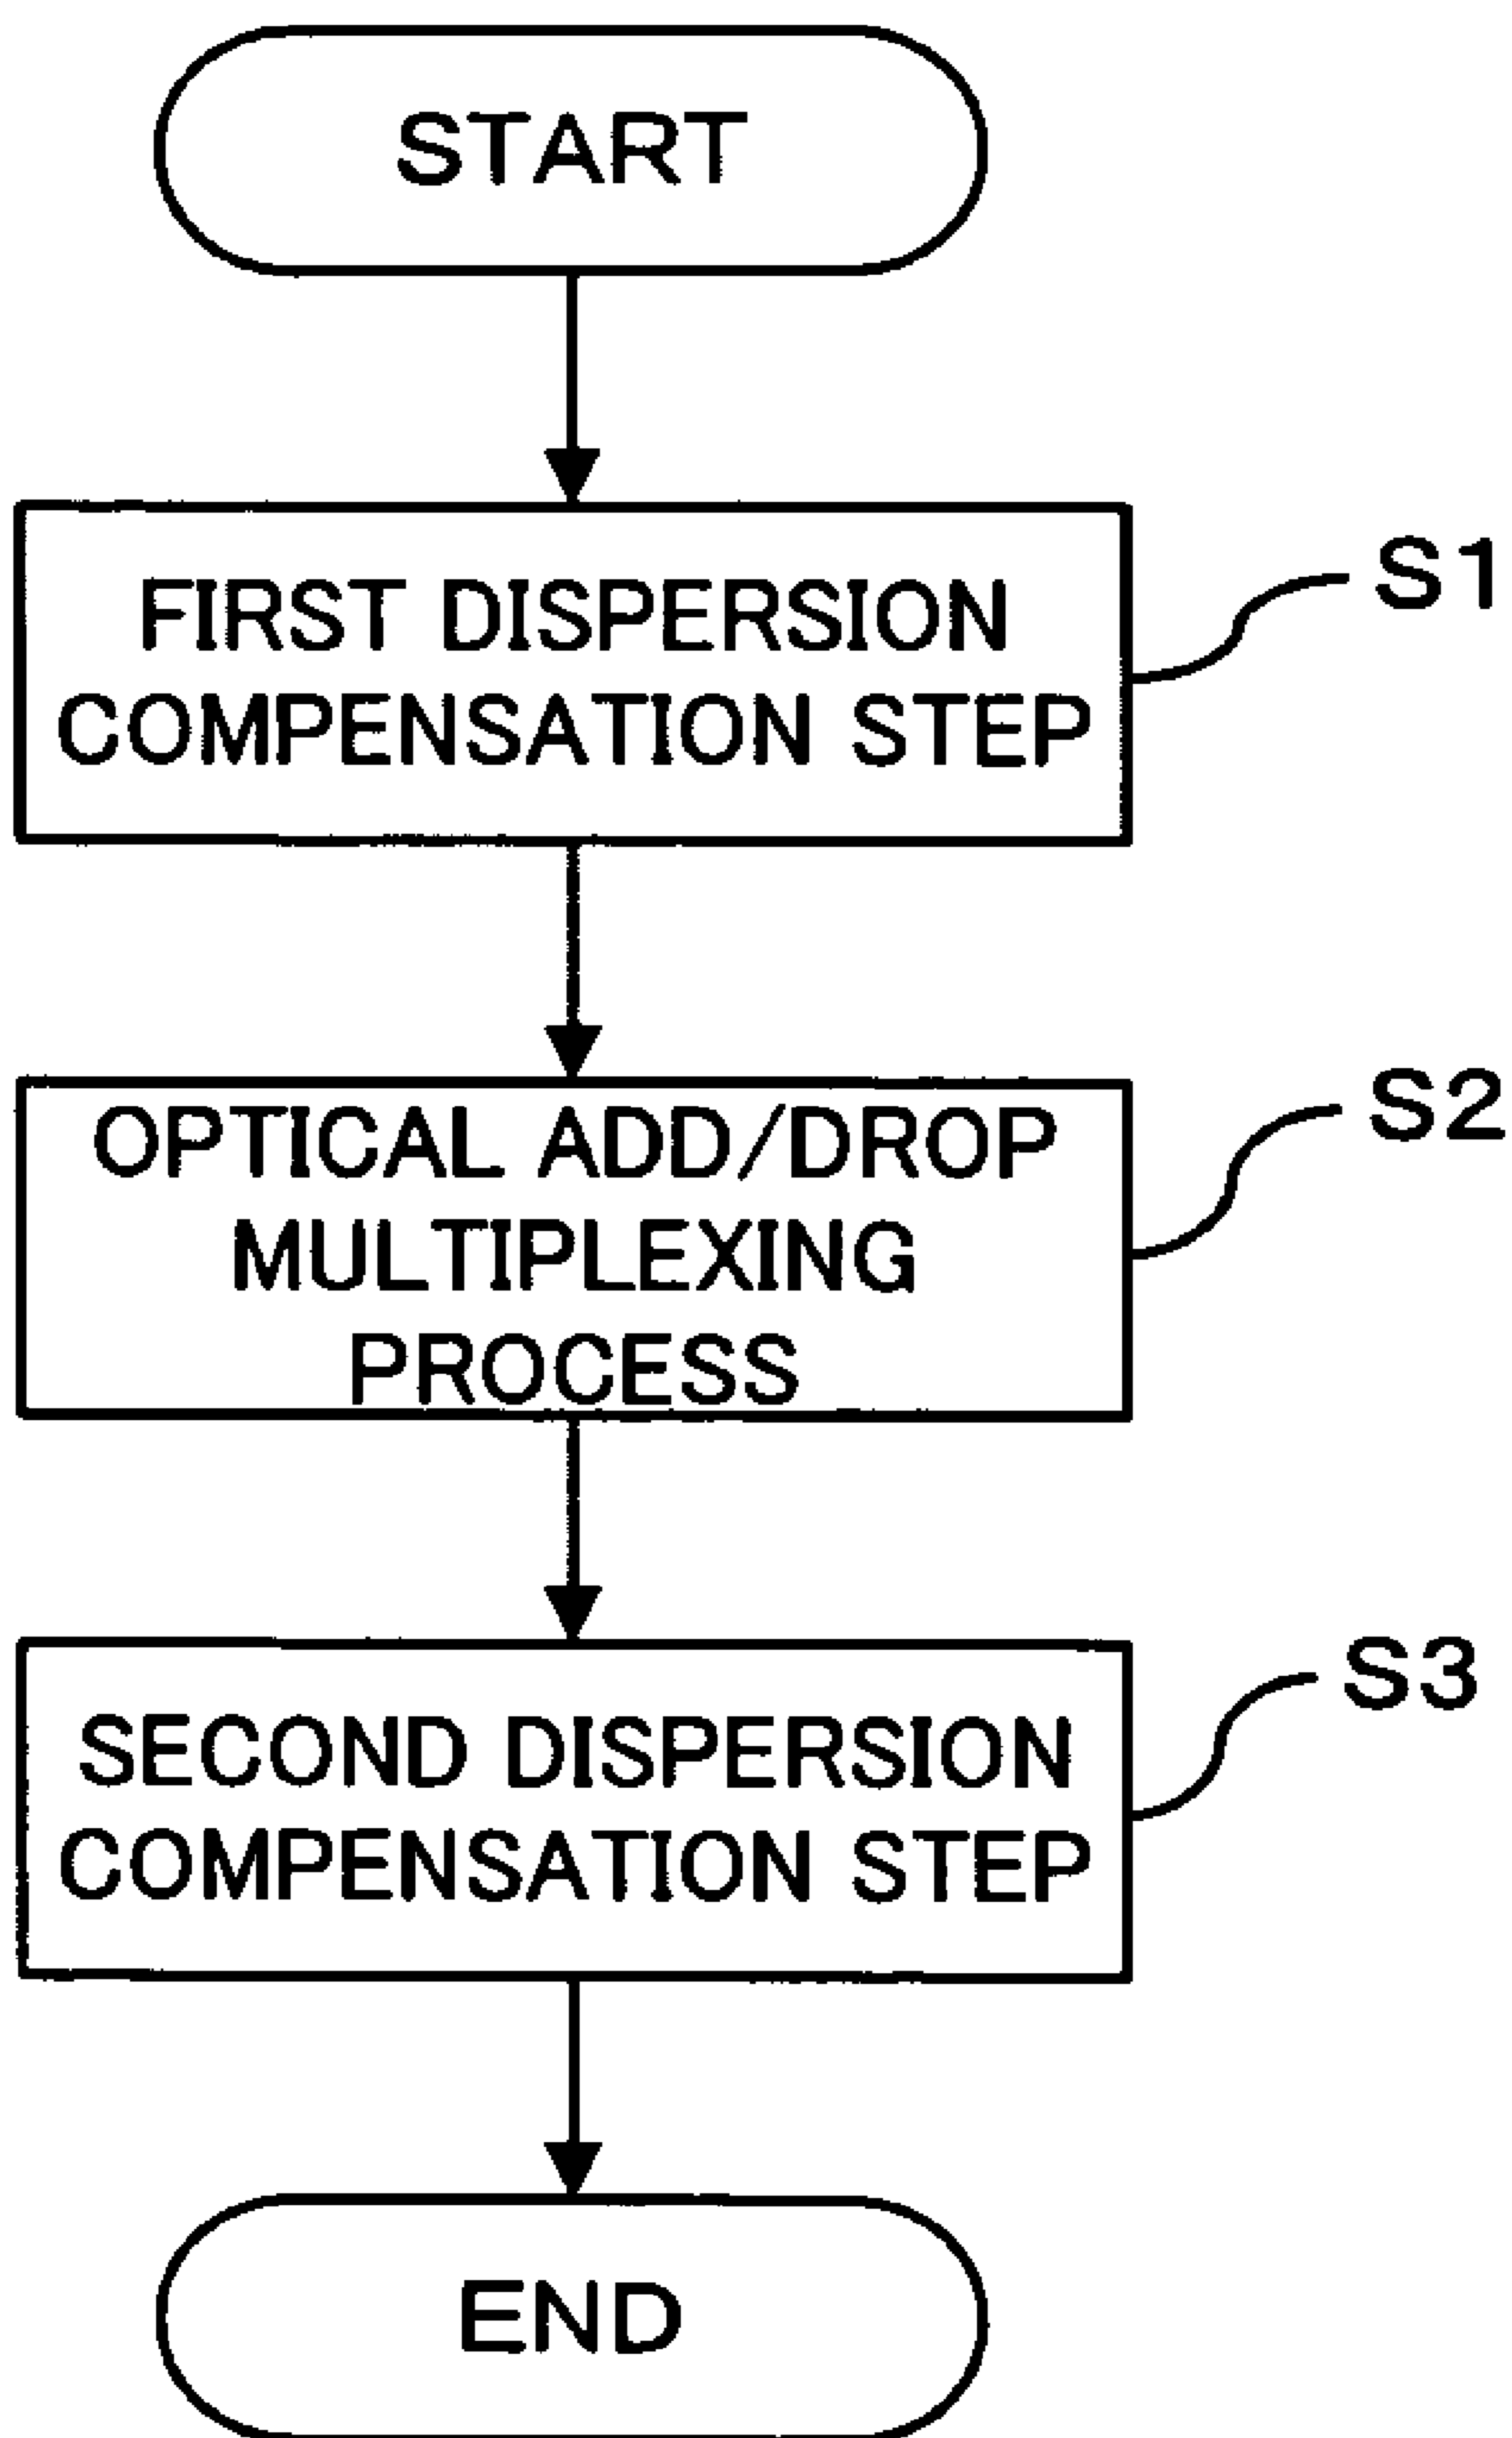 START
FIRST DISPERSION
COMPENSATION STEP
S1
OPTICAL ADD/DROP
MULTIPLEXING
PROCESS
S2
SECOND DISPERSION
COMPENSATION STEP
S3
END